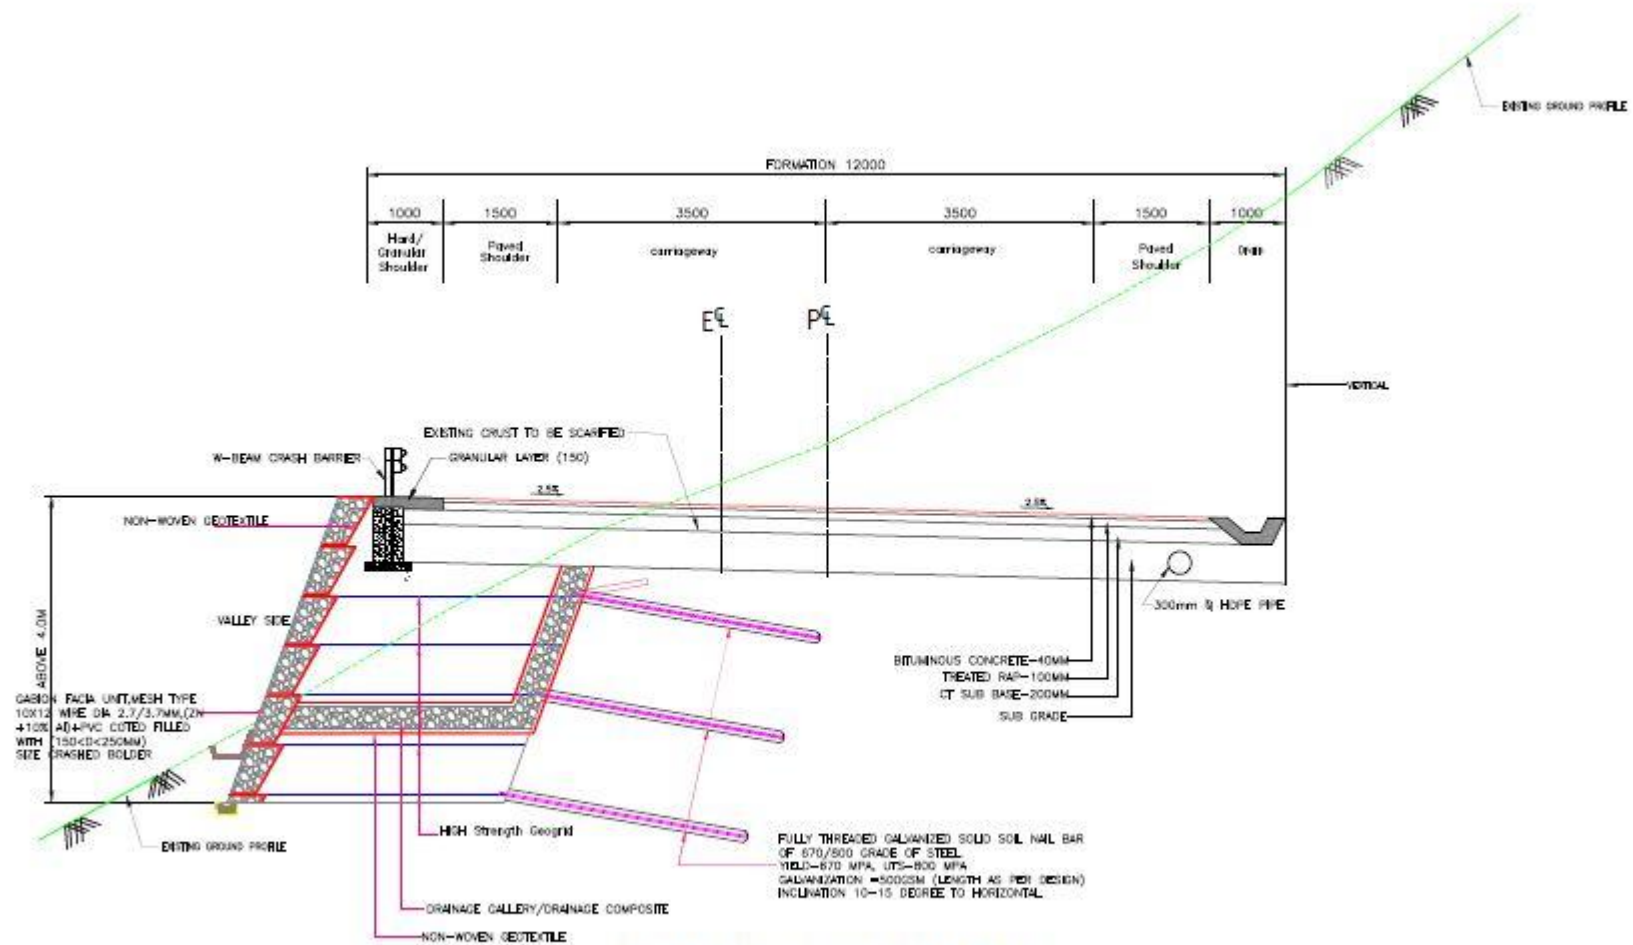 EXISTING GROUND PROFILE
FORMATION 12000
1000 1500 3500 3500 1500 1000
Hard/
Granular
Shoulder
Paved
Shoulder
carriageway
carriageway
Paved
Shoulder
Drain
E℄ P℄
VERTICAL
EXISTING CRUST TO BE SCARIFIED
W-BEAM CRASH BARRIER
GRANULAR LAYER (150)
2.5%
2.5%
NON-WOVEN GEOTEXTILE
ABOVE 4.0M
VALLEY SIDE
300mm
HDPE PIPE
BITUMINOUS CONCRETE-40MM
TREATED RAP-100MM
CT SUB BASE-200MM
SUB GRADE
GABION FACIA UNIT,MESH TYPE
10X12 WIRE DIA 2.7/3.7MM,(ZN
+10% Al)+PVC COTED FILLED
WITH (150<D<250MM)
SIZE CRASHED BOLDER
EXISTING GROUND PROFILE
HIGH Strength Geogrid
FULLY THREADED GALVANIZED SOLID SOIL NAIL BAR
OF 670/800 GRADE OF STEEL
YIELD-670 MPA, UTS-800 MPA
GALVANIZATION =500GSM (LENGTH AS PER DESIGN)
INCLINATION 10-15 DEGREE TO HORIZONTAL
DRAINAGE GALLERY/DRAINAGE COMPOSITE
NON-WOVEN GEOTEXTILE